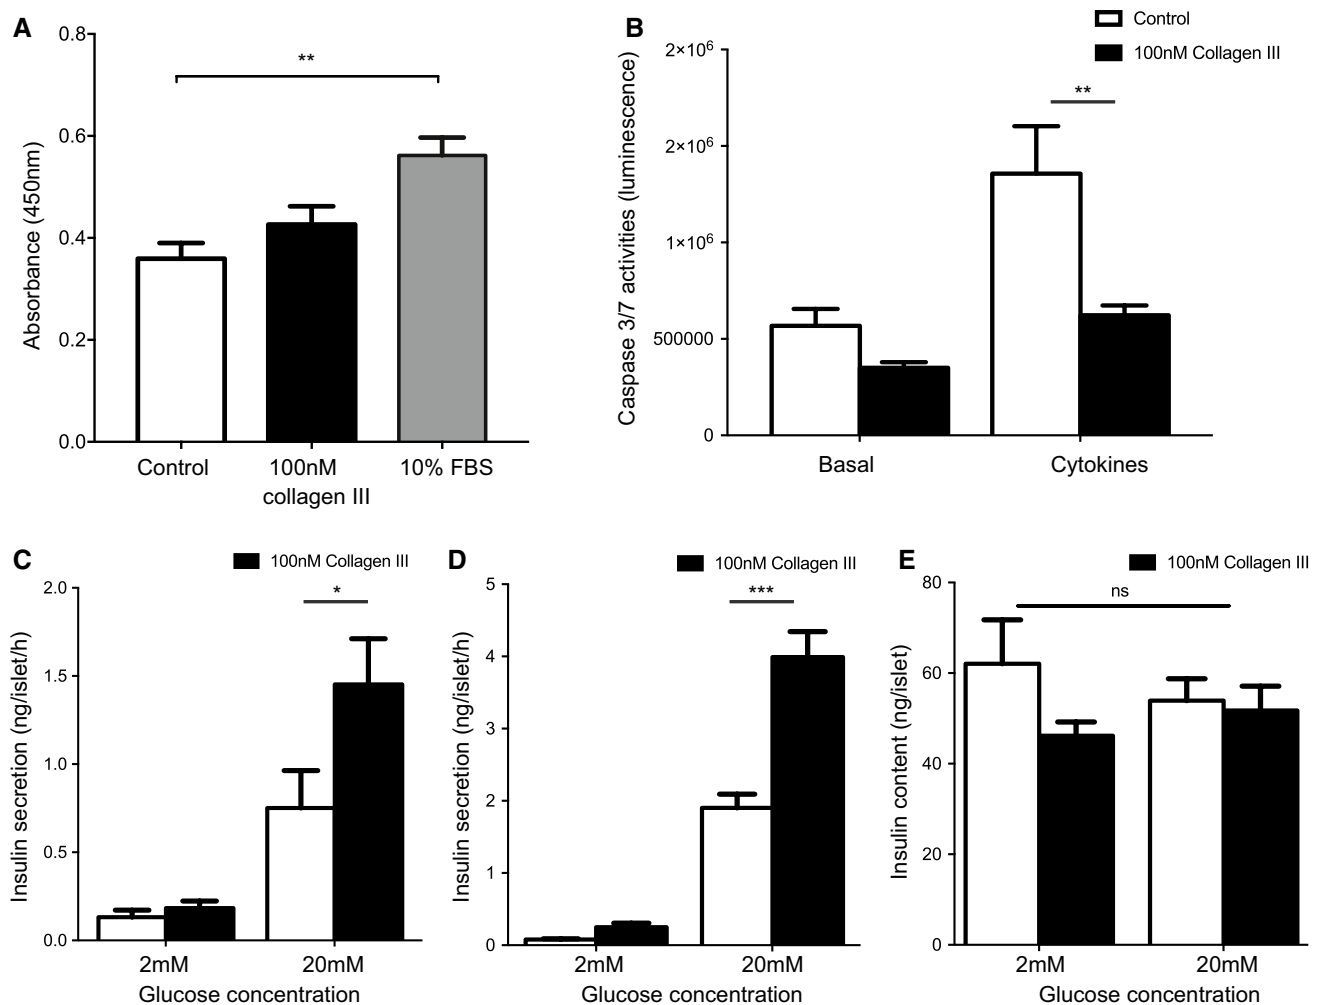 A
0.8
0.6
0.4
0.2
0.0
Absorbance (450nm)
**
Control
100nM
collagen III
10% FBS
B
Control
100nM Collagen III
2×10⁶
2×10⁶
1×10⁶
500000
0
Caspase 3/7 activities (luminescence)
**
Basal
Cytokines
C
100nM Collagen III
2.0
1.5
1.0
0.5
0.0
Insulin secretion (ng/islet/h)
*
2mM
20mM
Glucose concentration
D
100nM Collagen III
5
4
3
2
1
0
Insulin secretion (ng/islet/h)
***
2mM
20mM
Glucose concentration
E
100nM Collagen III
80
60
40
20
0
Insulin content (ng/islet)
ns
2mM
20mM
Glucose concentration